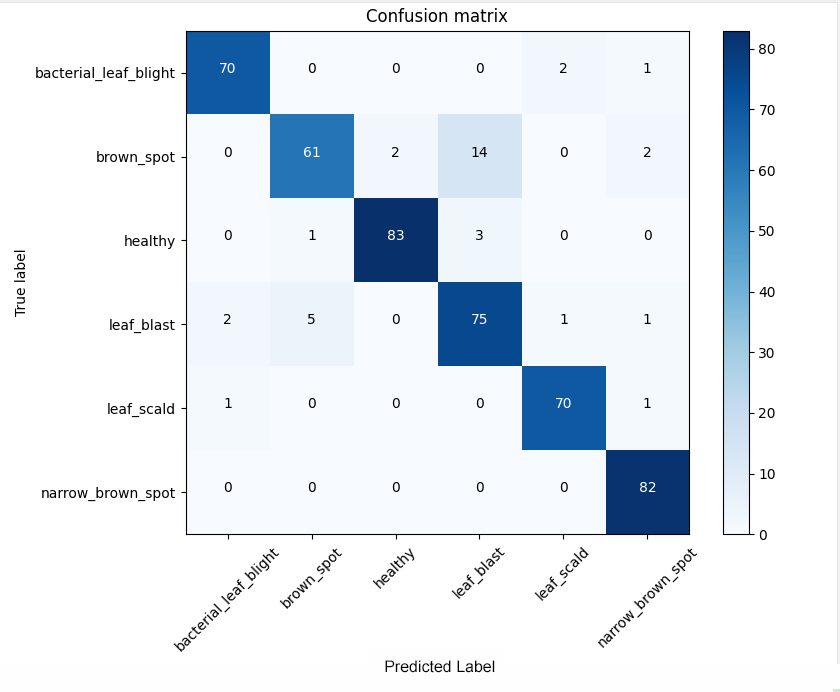 Confusion matrix
bacterial_leaf_blight 70 0 0 0 2 1
brown_spot 0 61 2 14 0 2
healthy 0 1 83 3 0 0
leaf_blast 2 5 0 75 1 1
leaf_scald 1 0 0 0 70 1
narrow_brown_spot 0 0 0 0 0 82
True label
bacterial_leaf_blight brown_spot healthy leaf_blast leaf_scald narrow_brown_spot
Predicted Label
80
70
60
50
40
30
20
10
0